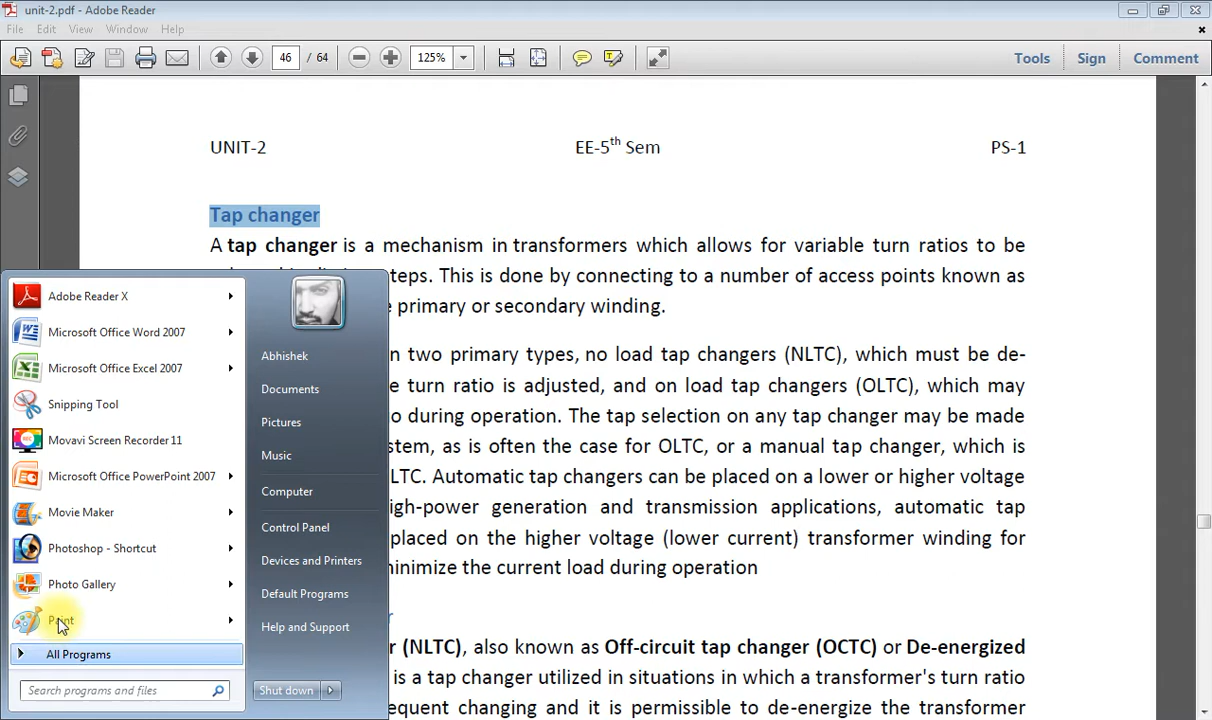 unit-2.pdf - Adobe Reader
File Edit View Window Help
46 / 64 125% Tools Sign Comment
UNIT-2 EE-5th Sem PS-1
Tap changer
A tap changer is a mechanism in transformers which allows for variable turn ratios to be
steps. This is done by connecting to a number of access points known as
primary or secondary winding.
n two primary types, no load tap changers (NLTC), which must be de-
e turn ratio is adjusted, and on load tap changers (OLTC), which may
o during operation. The tap selection on any tap changer may be made
stem, as is often the case for OLTC, or a manual tap changer, which is
LTC. Automatic tap changers can be placed on a lower or higher voltage
igh-power generation and transmission applications, automatic tap
placed on the higher voltage (lower current) transformer winding for
minimize the current load during operation
r
r (NLTC), also known as Off-circuit tap changer (OCTC) or De-energized
is a tap changer utilized in situations in which a transformer's turn ratio
equent changing and it is permissible to de-energize the transformer
Adobe Reader X
Microsoft Office Word 2007
Microsoft Office Excel 2007
Snipping Tool
Movavi Screen Recorder 11
Microsoft Office PowerPoint 2007
Movie Maker
Photoshop - Shortcut
Photo Gallery
Paint
All Programs
Search programs and files
Abhishek
Documents
Pictures
Music
Computer
Control Panel
Devices and Printers
Default Programs
Help and Support
Shut down